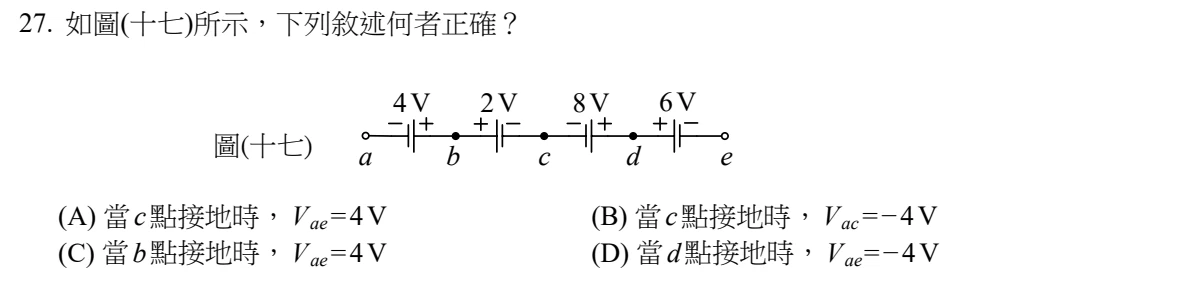 27. 如圖(十七)所示，下列敘述何者正確？
4V 2V 8V 6V
− + + − − + + −
圖(十七)
a b c d e
(A) 當c點接地時， Vae=4V (B) 當c點接地時， Vac=−4V
(C) 當b點接地時， Vae=4V (D) 當d點接地時， Vae=−4V